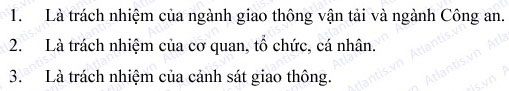 1. Là trách nhiệm của ngành giao thông vận tải và ngành Công an.
2. Là trách nhiệm của cơ quan, tổ chức, cá nhân.
3. Là trách nhiệm của cảnh sát giao thông.